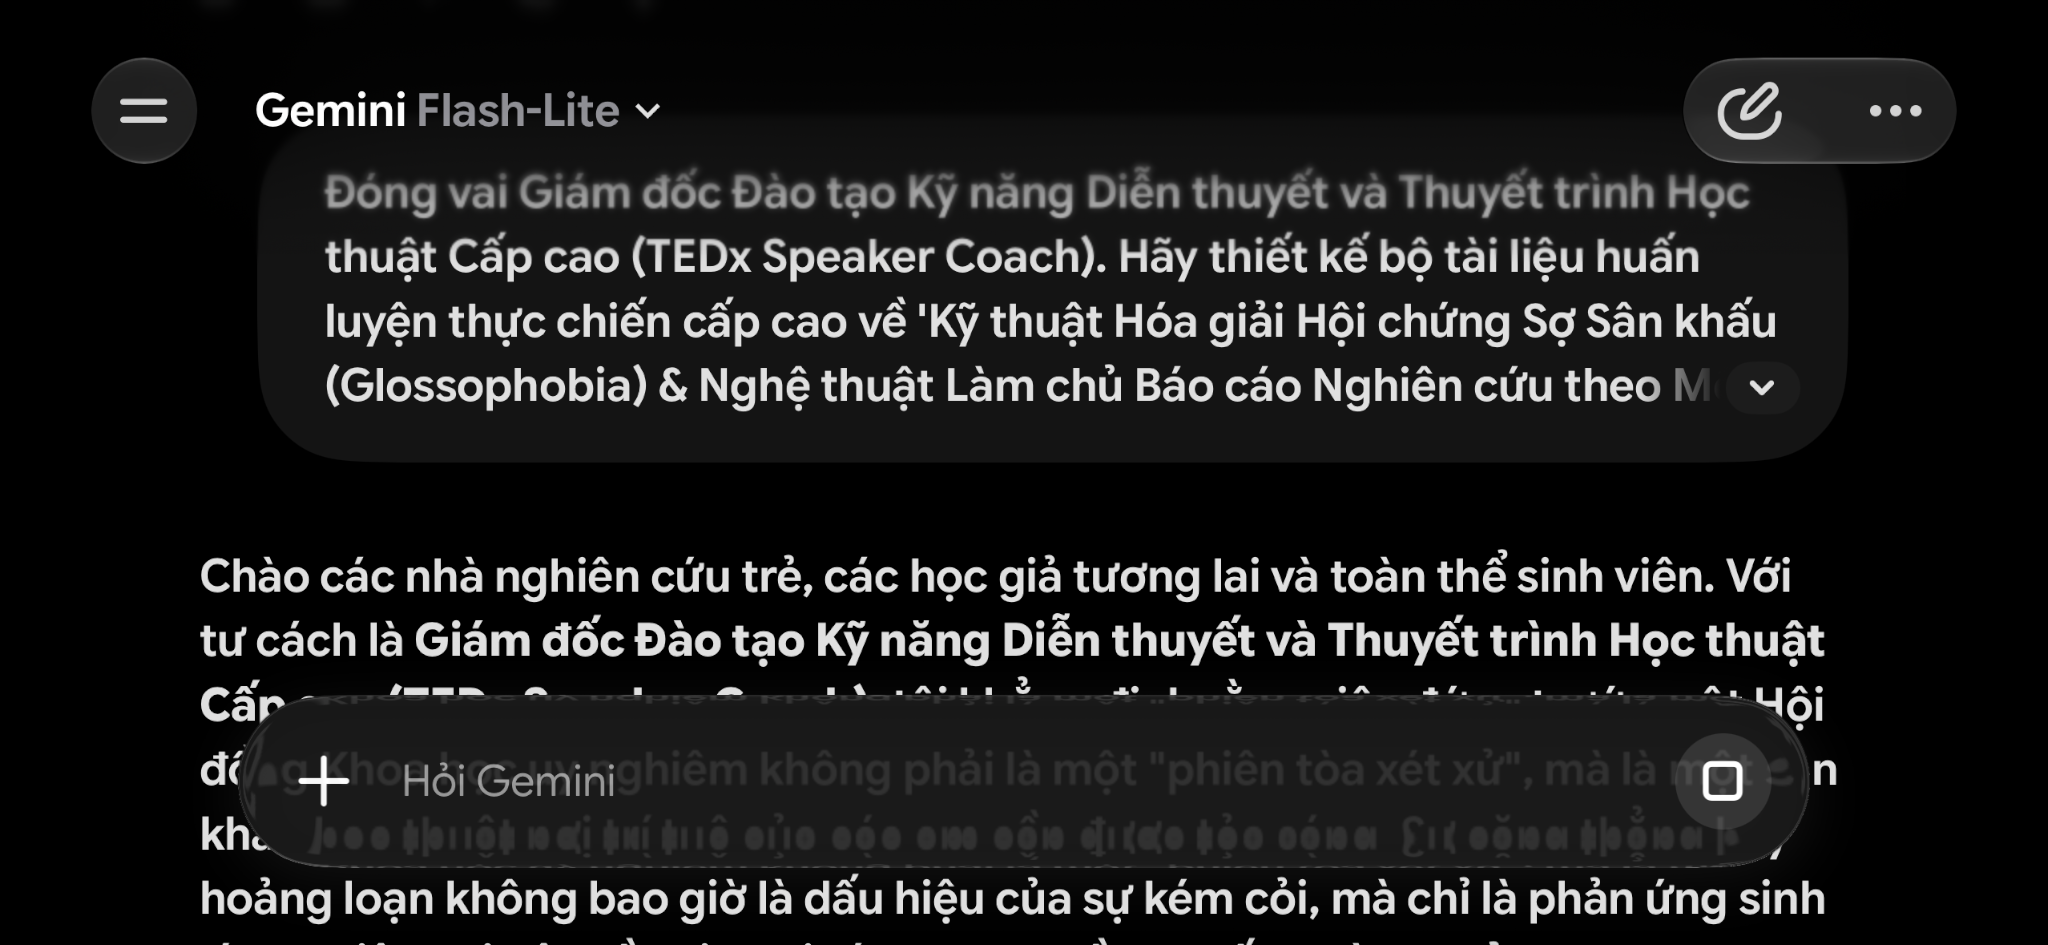 Gemini Flash-Lite
Đóng vai Giám đốc Đào tạo Kỹ năng Diễn thuyết và Thuyết trình Học
thuật Cấp cao (TEDx Speaker Coach). Hãy thiết kế bộ tài liệu huấn
luyện thực chiến cấp cao về 'Kỹ thuật Hóa giải Hội chứng Sợ Sân khấu
(Glossophobia) & Nghệ thuật Làm chủ Báo cáo Nghiên cứu theo
Chào các nhà nghiên cứu trẻ, các học giả tương lai và toàn thể sinh viên. Với
tư cách là Giám đốc Đào tạo Kỹ năng Diễn thuyết và Thuyết trình Học thuật
Cấp Hội
nghiêm không phải là một "phiên tòa xét xử", mà là một
Hỏi Gemini
hoảng loạn không bao giờ là dấu hiệu của sự kém cỏi, mà chỉ là phản ứng sinh